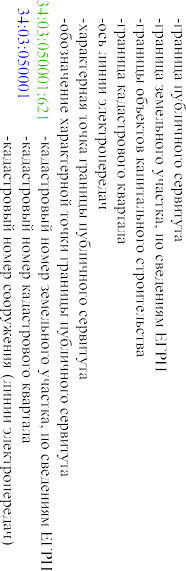 -граница публичного сервитута
-граница земельного участка, по сведениям ЕГРН
-границы объектов капитального строительства
-граница кадастрового квартала
-ось линии электропередач
-характерная точка границы публичного сервитута
-обозначение характерной точки границы публичного сервитута
34:03:050001:621 -кадастровый номер земельного участка, по сведениям ЕГРН
34:03:050001 -кадастровый номер кадастрового квартала
-кадастровый номер сооружения (линии электропередач)